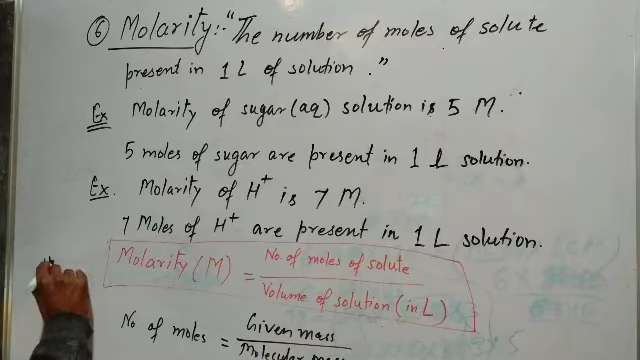 ⑥ Molarity:- "The number of moles of solute
present in 1 L of solution."
Ex Molarity of sugar (aq) solution is 5 M.
5 moles of sugar are present in 1 L solution.
Ex. Molarity of H⁺ is 7 M.
7 Moles of H⁺ are present in 1 L solution.
Molarity (M) = No. of moles of solute
Volume of solution (in L)
No of moles = Given mass
Molecular